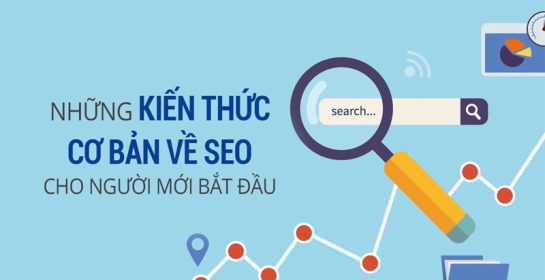 NHỮNG KIẾN THỨC
CƠ BẢN VỀ SEO
CHO NGƯỜI MỚI BẮT ĐẦU
search...